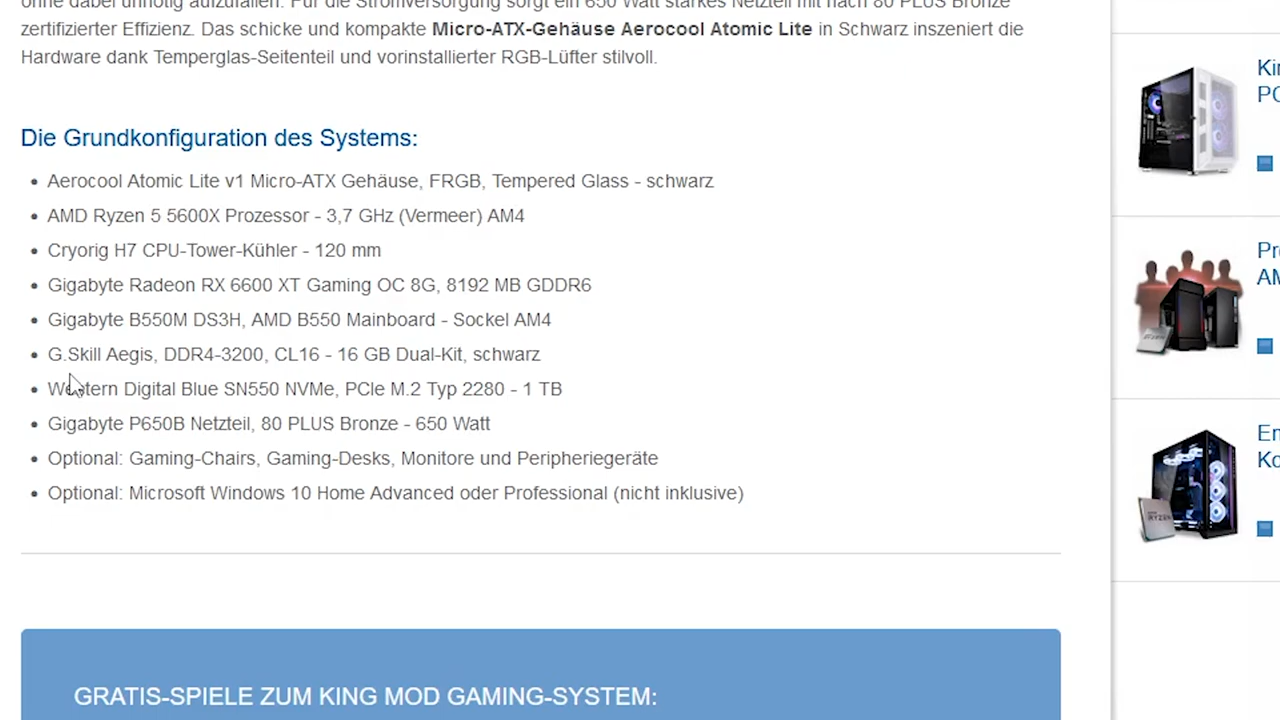 ohne dabei unnötig aufzufallen. Für die Stromversorgung sorgt ein 650 Watt starkes Netzteil mit nach 80 PLUS Bronze
zertifizierter Effizienz. Das schicke und kompakte Micro-ATX-Gehäuse Aerocool Atomic Lite in Schwarz inszeniert die
Hardware dank Temperglas-Seitenteil und vorinstallierter RGB-Lüfter stilvoll.
Die Grundkonfiguration des Systems:
Aerocool Atomic Lite v1 Micro-ATX Gehäuse, FRGB, Tempered Glass - schwarz
AMD Ryzen 5 5600X Prozessor - 3,7 GHz (Vermeer) AM4
Cryorig H7 CPU-Tower-Kühler - 120 mm
Gigabyte Radeon RX 6600 XT Gaming OC 8G, 8192 MB GDDR6
Gigabyte B550M DS3H, AMD B550 Mainboard - Sockel AM4
G.Skill Aegis, DDR4-3200, CL16 - 16 GB Dual-Kit, schwarz
Western Digital Blue SN550 NVMe, PCIe M.2 Typ 2280 - 1 TB
Gigabyte P650B Netzteil, 80 PLUS Bronze - 650 Watt
Optional: Gaming-Chairs, Gaming-Desks, Monitore und Peripheriegeräte
Optional: Microsoft Windows 10 Home Advanced oder Professional (nicht inklusive)
GRATIS-SPIELE ZUM KING MOD GAMING-SYSTEM:
RYZEN